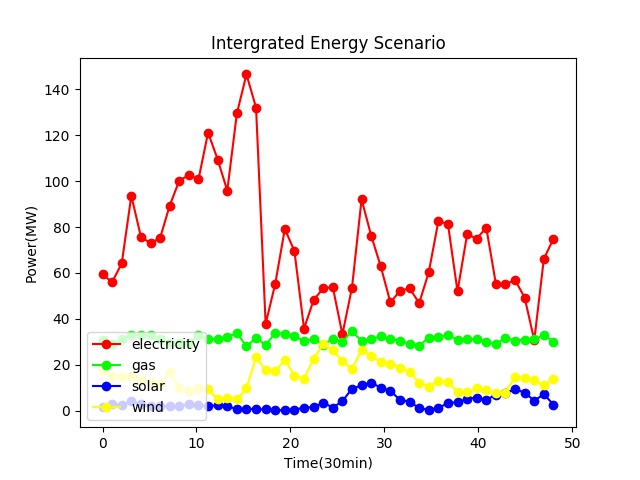 Intergrated Energy Scenario
Power(MW)
140
120
100
80
60
40
20
0
electricity
gas
solar
wind
0 10 20 30 40 50
Time(30min)